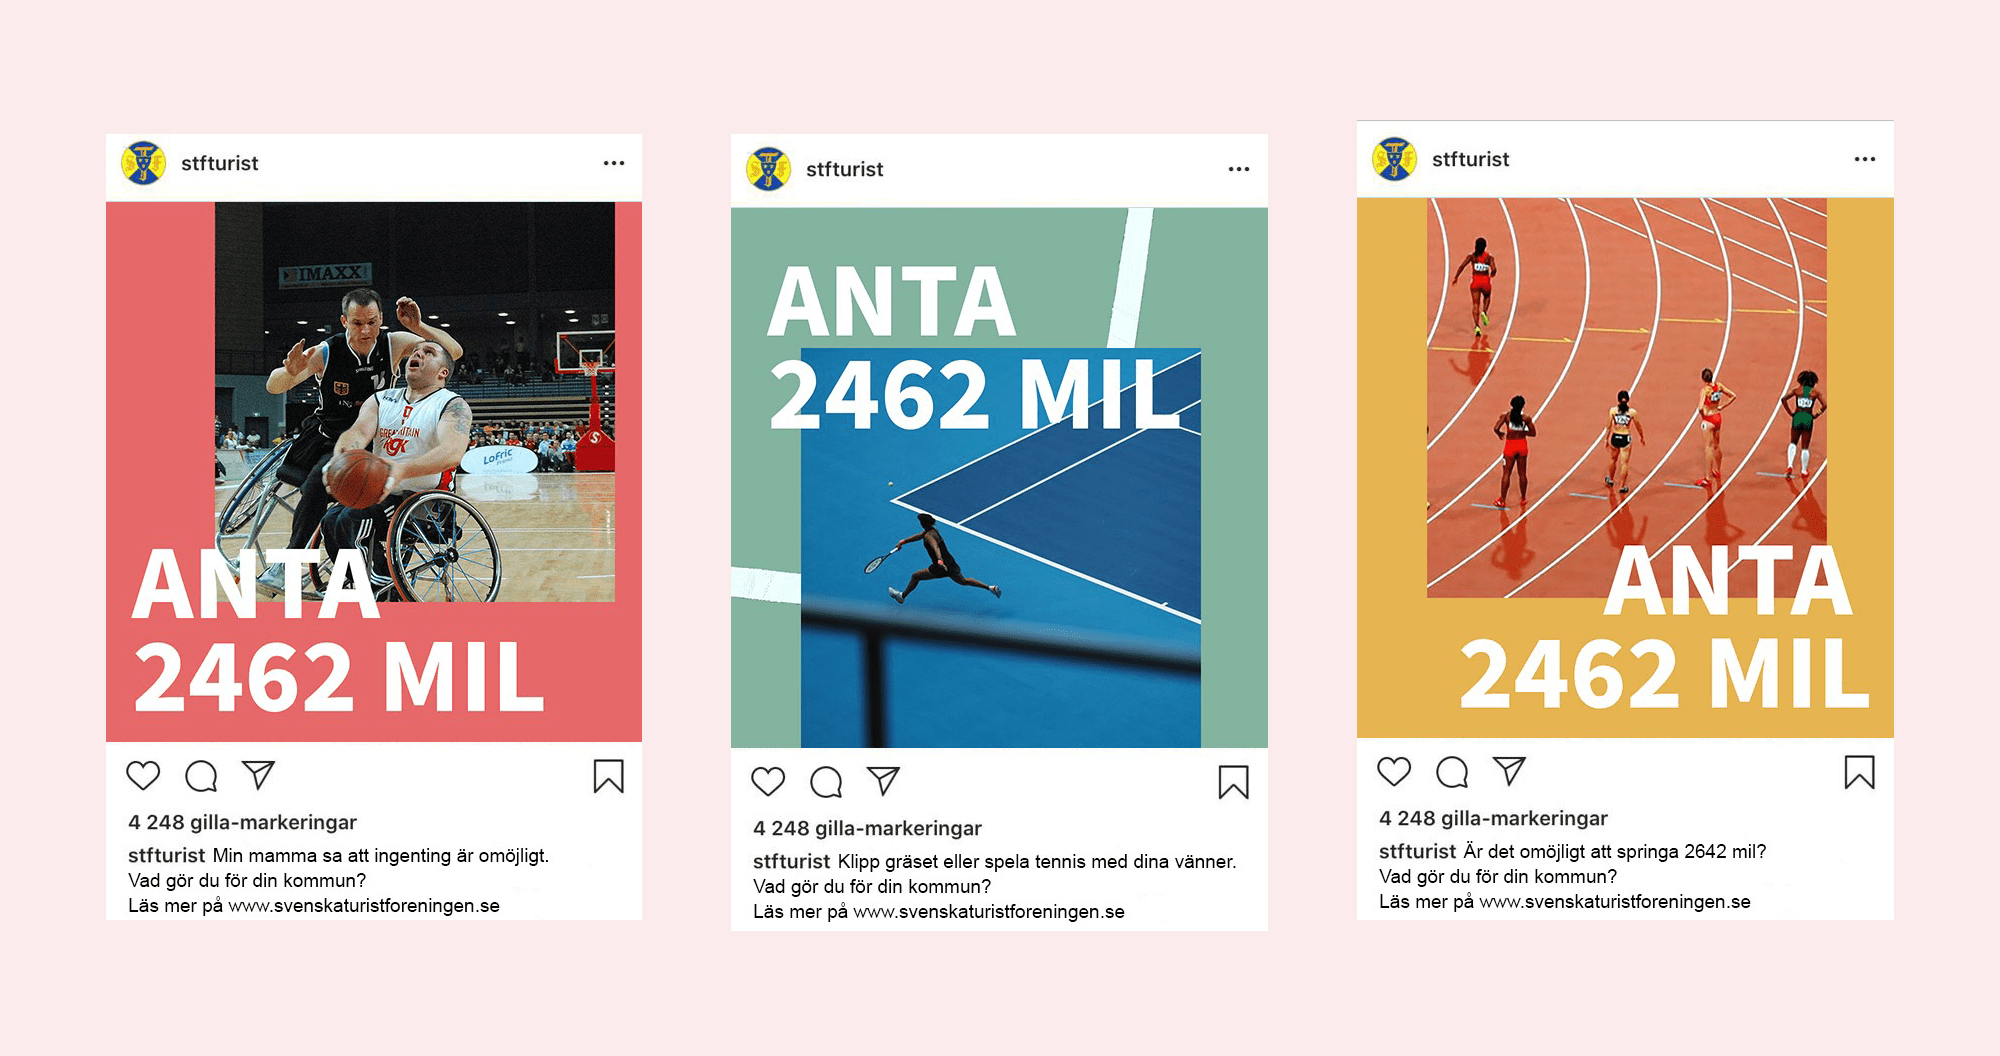 stfturist
IMAXX
GREAT BRITAIN
LoFric
ANTA
2462 MIL
4 248 gilla-markeringar
stfturist Min mamma sa att ingenting är omöjligt.
Vad gör du för din kommun?
Läs mer på www.svenskaturistforeningen.se
stfturist
ANTA
2462 MIL
4 248 gilla-markeringar
stfturist Klipp gräset eller spela tennis med dina vänner.
Vad gör du för din kommun?
Läs mer på www.svenskaturistforeningen.se
stfturist
ANTA
2462 MIL
4 248 gilla-markeringar
stfturist Är det omöjligt att springa 2642 mil?
Vad gör du för din kommun?
Läs mer på www.svenskaturistforeningen.se